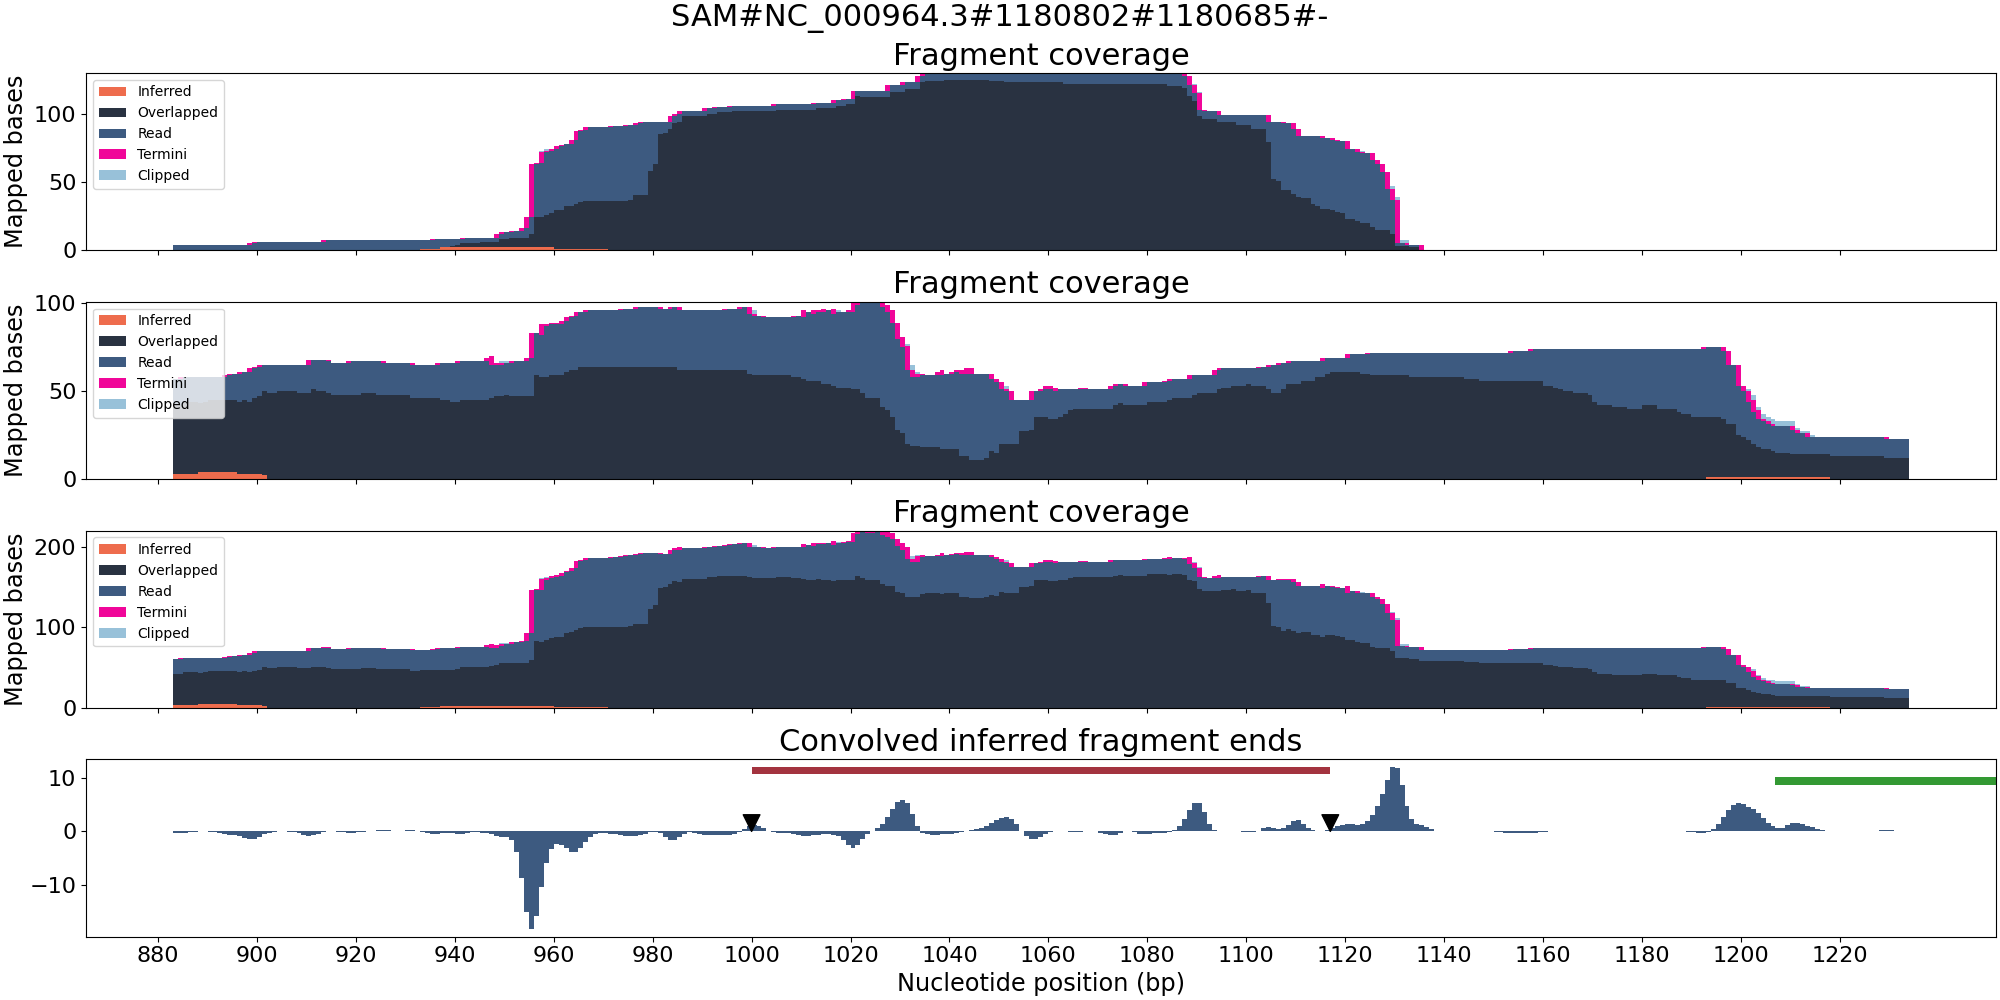 SAM#NC_000964.3#1180802#1180685#-
Fragment coverage
Mapped bases
100
50
0
Inferred
Overlapped
Read
Termini
Clipped
Fragment coverage
Mapped bases
100
50
0
Inferred
Overlapped
Read
Termini
Clipped
Fragment coverage
Mapped bases
200
100
0
Inferred
Overlapped
Read
Termini
Clipped
Convolved inferred fragment ends
10
0
−10
880 900 920 940 960 980 1000 1020 1040 1060 1080 1100 1120 1140 1160 1180 1200 1220
Nucleotide position (bp)